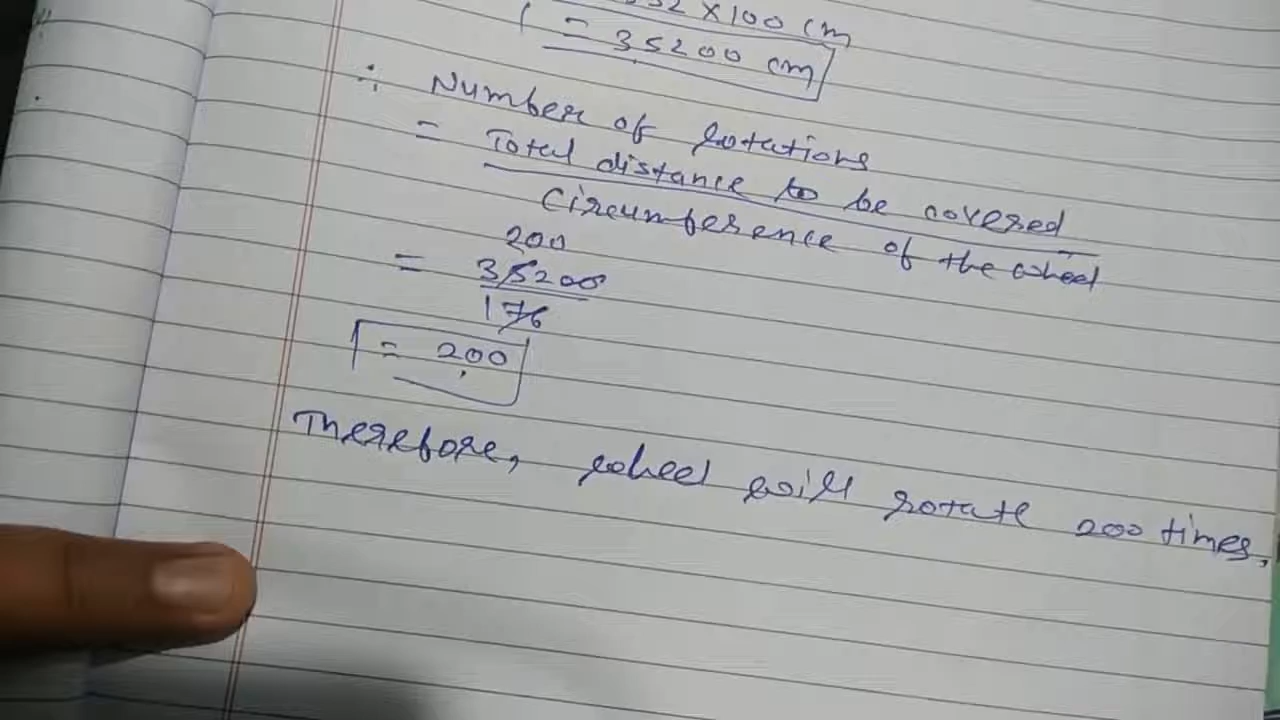 352 X 100 cm
= 35200 cm
∴ Number of rotations
= Total distance to be covered
Circumference of the wheel
200
= 35200
176
= 200
Therefore, wheel will rotate 200 times.